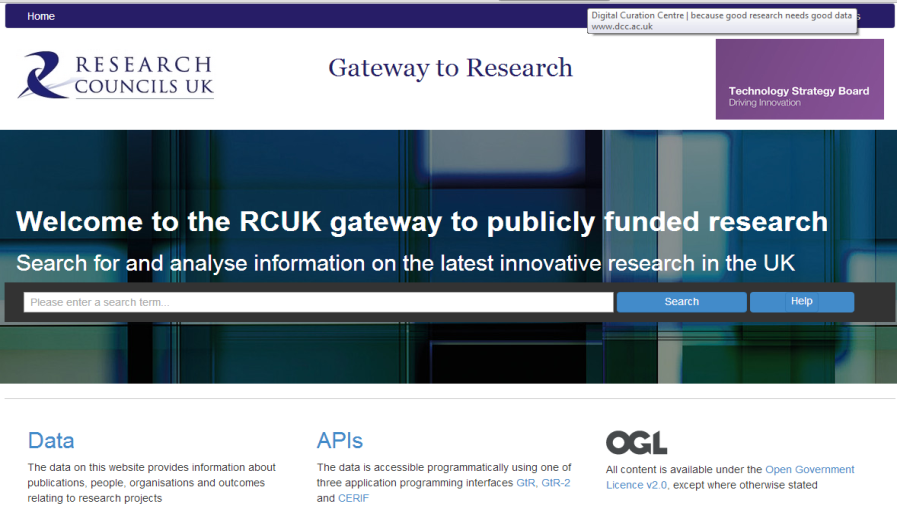 Home
Digital Curation Centre | because good research needs good data
www.dcc.ac.uk
RESEARCH
COUNCILS UK
Gateway to Research
Technology Strategy Board
Driving Innovation
Welcome to the RCUK gateway to publicly funded research
Search for and analyse information on the latest innovative research in the UK
Please enter a search term...
Search
Help
Data
The data on this website provides information about
publications, people, organisations and outcomes
relating to research projects
APIs
The data is accessible programmatically using one of
three application programming interfaces GtR, GtR-2
and CERIF
OGL
All content is available under the Open Government
Licence v2.0, except where otherwise stated